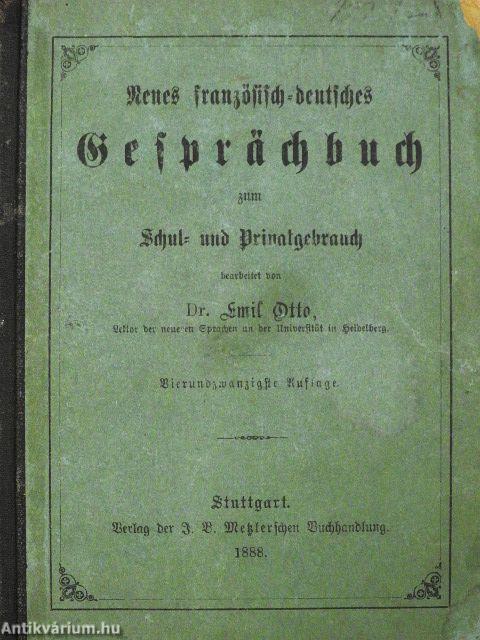 Neues französisch-deutsches
Gesprächbuch
zum
Schul- und Privatgebrauch
bearbeitet von
Dr. Emil Otto,
Lektor der neueren Sprachen an der Universität in Heidelberg.
Vierundzwanzigste Auflage.
Stuttgart.
Verlag der J. B. Metzlerschen Buchhandlung.
1888.
Antikvárium.hu